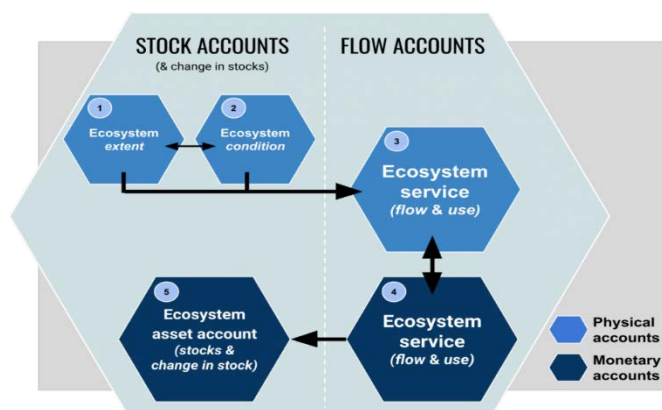 STOCK ACCOUNTS
(& change in stocks)
FLOW ACCOUNTS
1
Ecosystem
extent
2
Ecosystem
condition
3
Ecosystem
service
(flow & use)
5
Ecosystem
asset account
(stocks &
change in stock)
4
Ecosystem
service
(flow & use)
Physical
accounts
Monetary
accounts